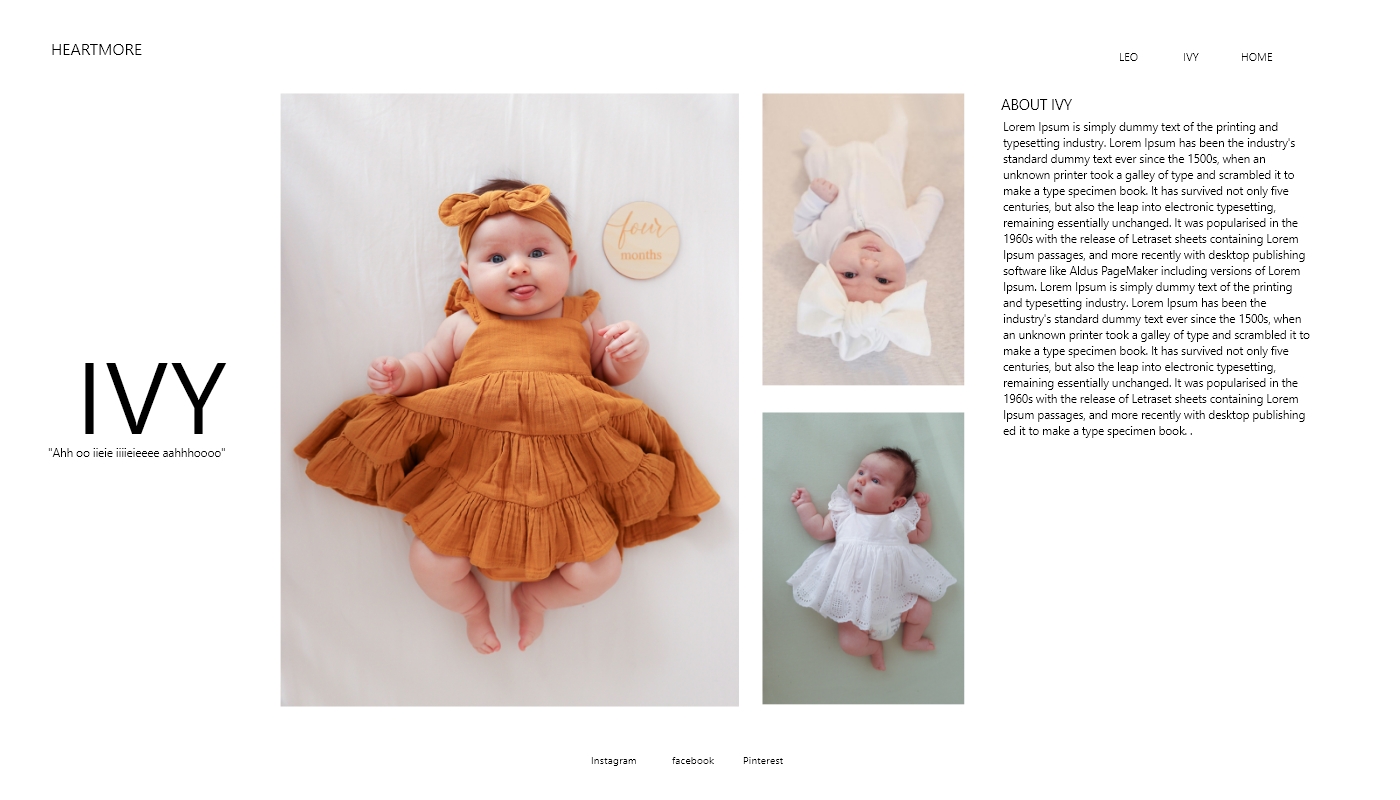 HEARTMORE
LEO IVY HOME
IVY
"Ahh oo iieie iiiieieeee aahhhoooo"
four
months
ABOUT IVY
Lorem Ipsum is simply dummy text of the printing and
typesetting industry. Lorem Ipsum has been the industry's
standard dummy text ever since the 1500s, when an
unknown printer took a galley of type and scrambled it to
make a type specimen book. It has survived not only five
centuries, but also the leap into electronic typesetting,
remaining essentially unchanged. It was popularised in the
1960s with the release of Letraset sheets containing Lorem
Ipsum passages, and more recently with desktop publishing
software like Aldus PageMaker including versions of Lorem
Ipsum. Lorem Ipsum is simply dummy text of the printing
and typesetting industry. Lorem Ipsum has been the
industry's standard dummy text ever since the 1500s, when
an unknown printer took a galley of type and scrambled it to
make a type specimen book. It has survived not only five
centuries, but also the leap into electronic typesetting,
remaining essentially unchanged. It was popularised in the
1960s with the release of Letraset sheets containing Lorem
Ipsum passages, and more recently with desktop publishing
ed it to make a type specimen book. .
Instagram facebook Pinterest